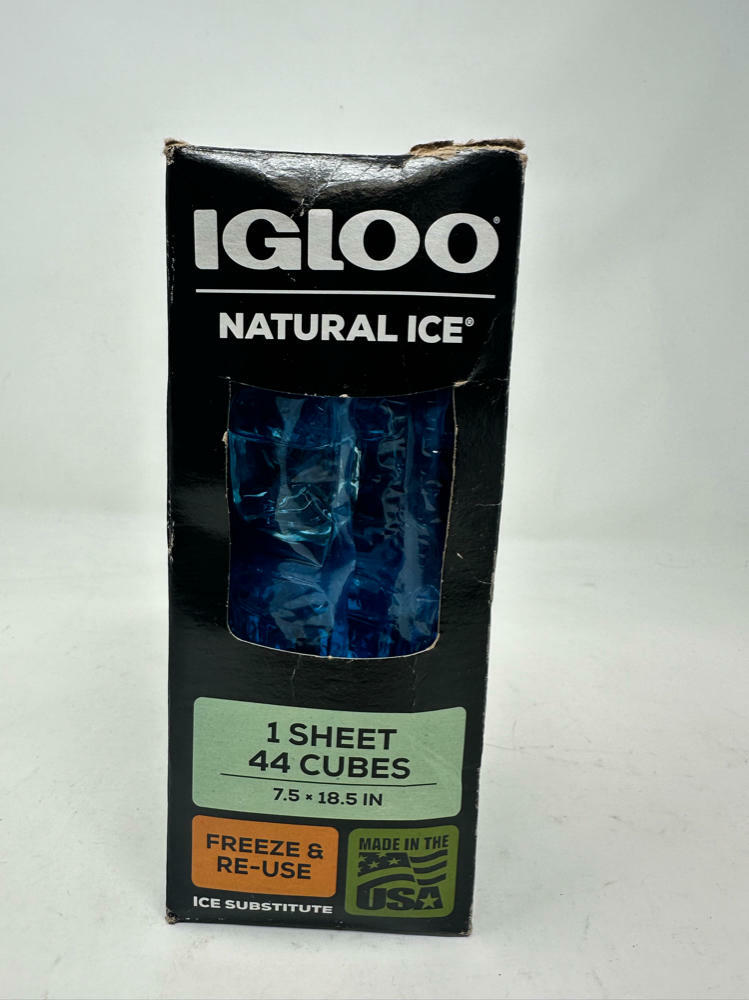 IGLOO®
NATURAL ICE®
1 SHEET
44 CUBES
7.5 × 18.5 IN
FREEZE &
RE-USE
MADE IN THE
USA
ICE SUBSTITUTE